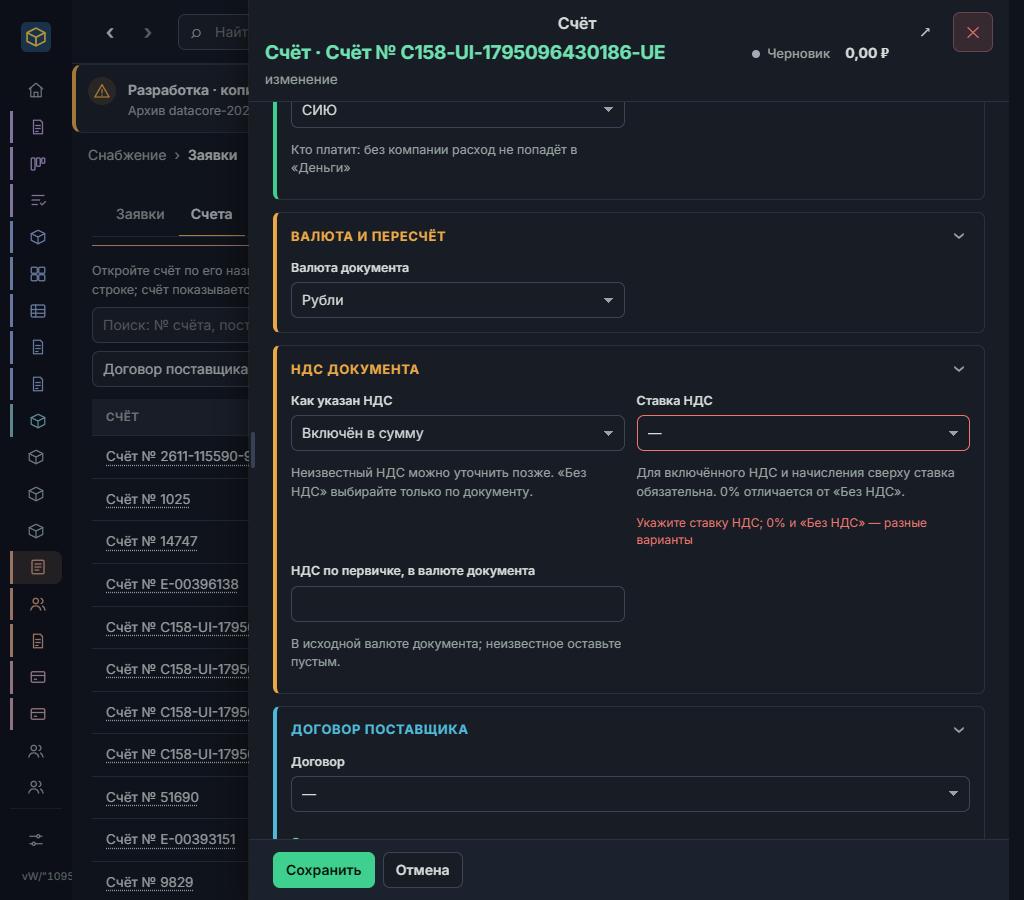 Счёт
Счёт · Счёт № C158-UI-1795096430186-UE
изменение
Черновик 0,00 ₽
Найт
Разработка · копи
Архив datacore-202
Снабжение › Заявки
Заявки Счета
Откройте счёт по его назв
строке; счёт показываетс
Поиск: № счёта, пост
Договор поставщика
СЧЁТ
Счёт № 2611-115590-9
Счёт № 1025
Счёт № 14747
Счёт № E-00396138
Счёт № C158-UI-1795
Счёт № C158-UI-1795
Счёт № C158-UI-1795
Счёт № C158-UI-1795
Счёт № 51690
Счёт № E-00393151
Счёт № 9829
vW/"1095
СИЮ
Кто платит: без компании расход не попадёт в
«Деньги»
ВАЛЮТА И ПЕРЕСЧЁТ
Валюта документа
Рубли
НДС ДОКУМЕНТА
Как указан НДС
Включён в сумму
Неизвестный НДС можно уточнить позже. «Без
НДС» выбирайте только по документу.
Ставка НДС
—
Для включённого НДС и начисления сверху ставка
обязательна. 0% отличается от «Без НДС».
Укажите ставку НДС; 0% и «Без НДС» — разные
варианты
НДС по первичке, в валюте документа
В исходной валюте документа; неизвестное оставьте
пустым.
ДОГОВОР ПОСТАВЩИКА
Договор
—
Сохранить Отмена